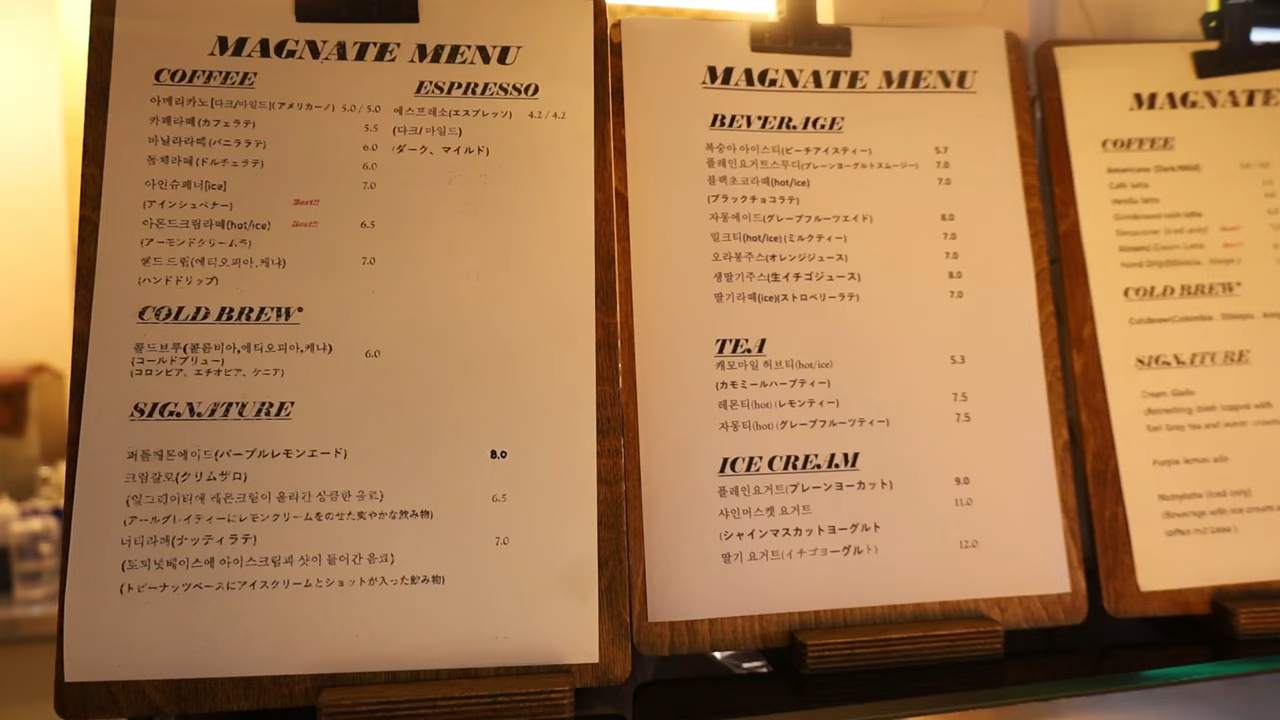 MAGNATE MENU
COFFEE
아메리카노[다크/마일드](アメリカーノ) 5.0 / 5.0
카페라떼(カフェラテ) 5.5
바닐라라떼(バニララテ) 6.0
돌체라떼(ドルチェラテ) 6.0
아인슈페너[ice] 7.0
(アインシュペナー) Best!!
아몬드크림라떼(hot/ice) Best!! 6.5
(アーモンドクリームラ)
핸드드립(에티오피아,케냐) 7.0
(ハンドドリップ)
ESPRESSO
에스프레소(エスプレッソ) 4.2 / 4.2
(다크/ 마일드)
(ダーク、マイルド)
COLD BREW
콜드브루(콜롬비아,에티오피아,케냐) 6.0
(コールドブリュー)
(コロンビア、エチオピア、ケニア)
SIGNATURE
퍼플레몬에이드(パープルレモンエード) 8.0
크림갈로(クリムザロ)
(얼그레이티에 레몬크림이 올라간 상큼한 음료) 6.5
(アールグレイティーにレモンクリームをのせた爽やかな飲み物)
너티라떼(ナッティラテ) 7.0
(토피넛베이스에 아이스크림과 샷이 들어간 음료)
(トピーナッツベースにアイスクリームとショットが入った飲み物)
MAGNATE MENU
BEVERAGE
복숭아 아이스티(ピーチアイスティー) 5.7
플레인요거트스무디(プレーンヨーグルトスムージー) 7.0
블랙초코라떼(hot/ice) 7.0
(ブラックチョコラテ)
자몽에이드(グレープフルーツエイド) 8.0
밀크티(hot/ice) (ミルクティー) 7.0
오라봉주스(オレンジジュース) 7.0
생딸기주스(生イチゴジュース) 8.0
딸기라떼(ice)(ストロベリーラテ) 7.0
TEA
캐모마일 허브티(hot/ice) 5.3
(カモミールハーブティー)
레몬티(hot) (レモンティー) 7.5
자몽티(hot) (グレープフルーツティー) 7.5
ICE CREAM
플레인요거트(プレーンヨーカット) 9.0
샤인머스켓 요거트 11.0
(シャインマスカットヨーグルト
딸기 요거트(イチゴヨーグルト) 12.0
MAGNATE
COFFEE
Americano (Dark/Mild)
Café latte
Vanilla latte
COLD BREW
SIGNATURE
Cream Gallo
(Refreshing drink topped with
Earl Grey tea and lemon cream
Purple lemon ade
Nuttylatte (iced only)
(Beverage with ice cream